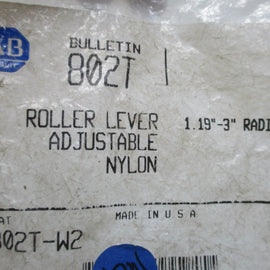 BULLETIN
802T
ROLLER LEVER 1.19"-3" RADI
ADJUSTABLE
NYLON
MADE IN U S A
802T-W2